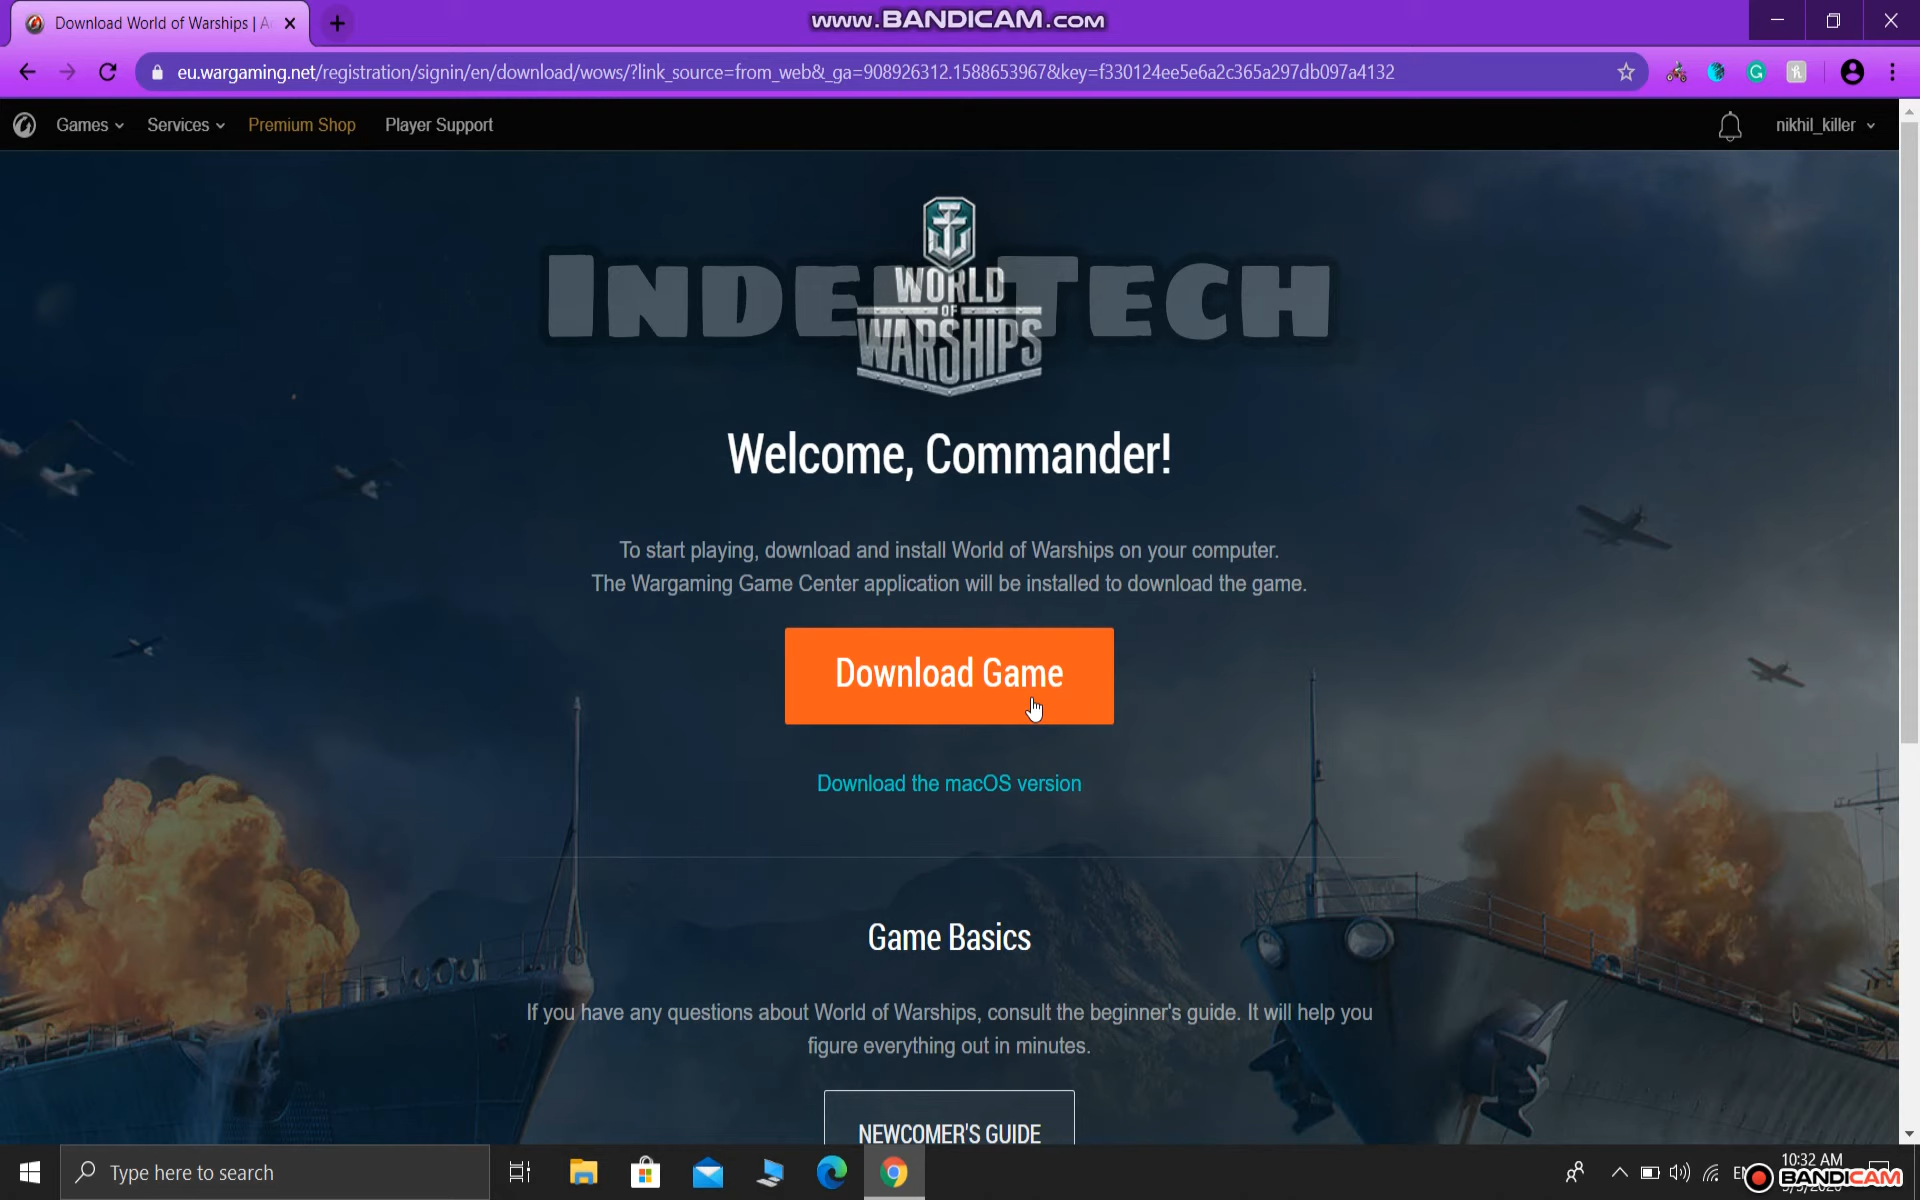 Download World of Warships | A
www.BANDICAM.com
eu.wargaming.net/registration/signin/en/download/wows/?link_source=from_web&_ga=908926312.1588653967&key=f330124ee5e6a2c365a297db097a4132
Games
Services
Premium Shop
Player Support
nikhil_killer
TECH
WORLD
OF
WARSHIPS
Welcome, Commander!
To start playing, download and install World of Warships on your computer.
The Wargaming Game Center application will be installed to download the game.
Download Game
Download the macOS version
Game Basics
If you have any questions about World of Warships, consult the beginner's guide. It will help you
figure everything out in minutes.
NEWCOMER'S GUIDE
Type here to search
10:32 AM
BANDICAM